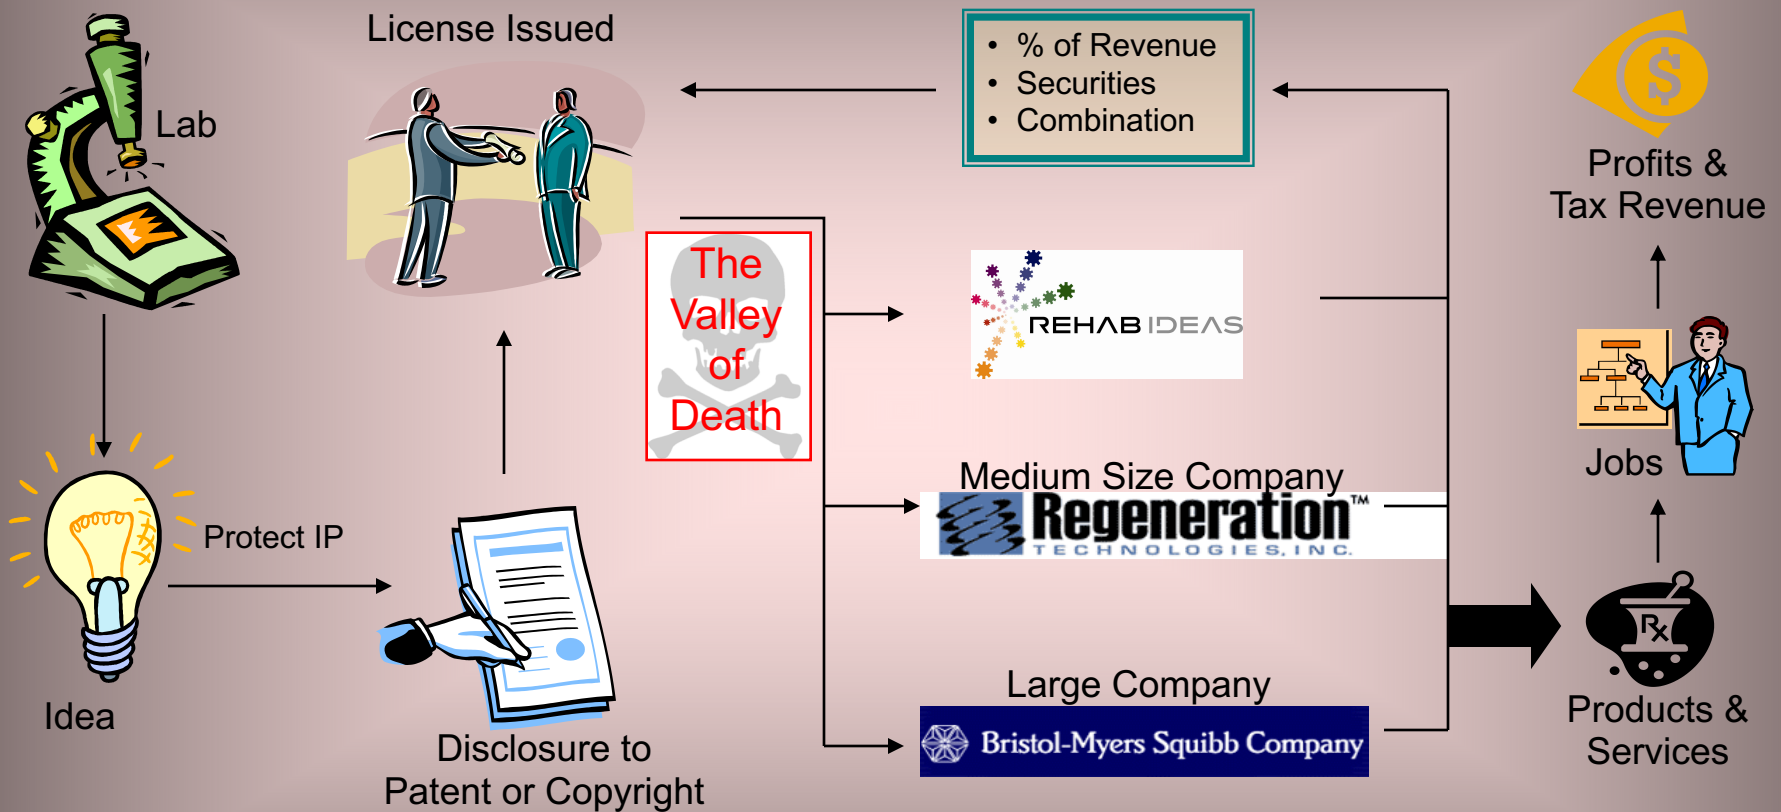 License Issued
• % of Revenue
• Securities
• Combination
Lab
$
Profits &
Tax Revenue
The
Valley
of
Death
REHAB IDEAS
Jobs
Medium Size Company
Regeneration™
TECHNOLOGIES, INC.
Protect IP
Idea
Rx
Large Company
Bristol-Myers Squibb Company
Products &
Services
Disclosure to
Patent or Copyright